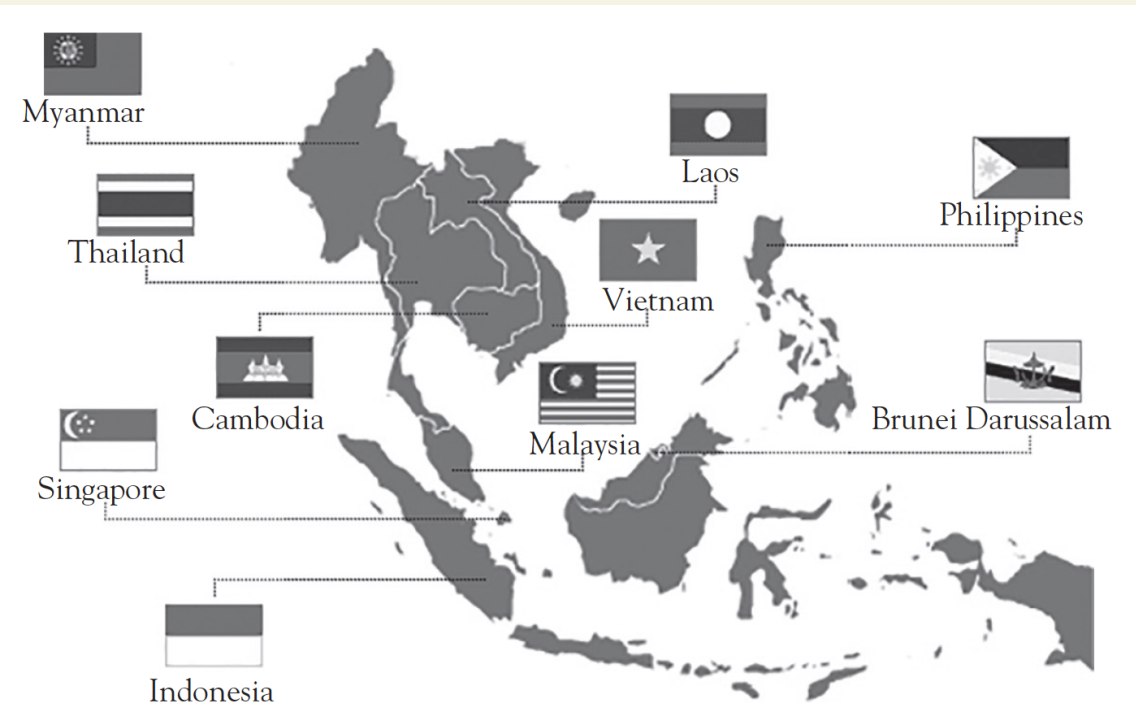 Myanmar
Laos
Philippines
Thailand
Vietnam
Cambodia
Brunei Darussalam
Malaysia
Singapore
Indonesia